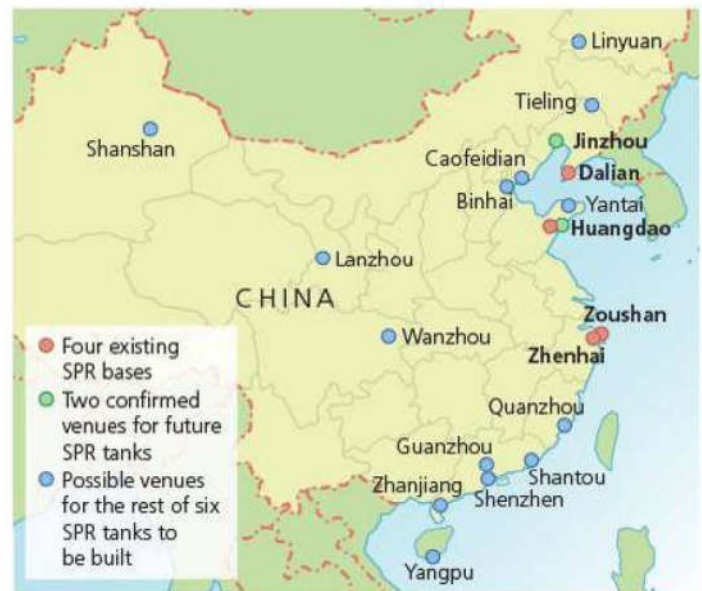 Linyuan
Tieling
Shanshan
Jinzhou
Caofeidian
Dalian
Binhai
Yantai
Huangdao
Lanzhou
CHINA
Zoushan
Wanzhou
Zhenhai
Quanzhou
Guanzhou
Shantou
Zhanjiang
Shenzhen
Yangpu
Four existing
SPR bases
Two confirmed
venues for future
SPR tanks
Possible venues
for the rest of six
SPR tanks to
be built